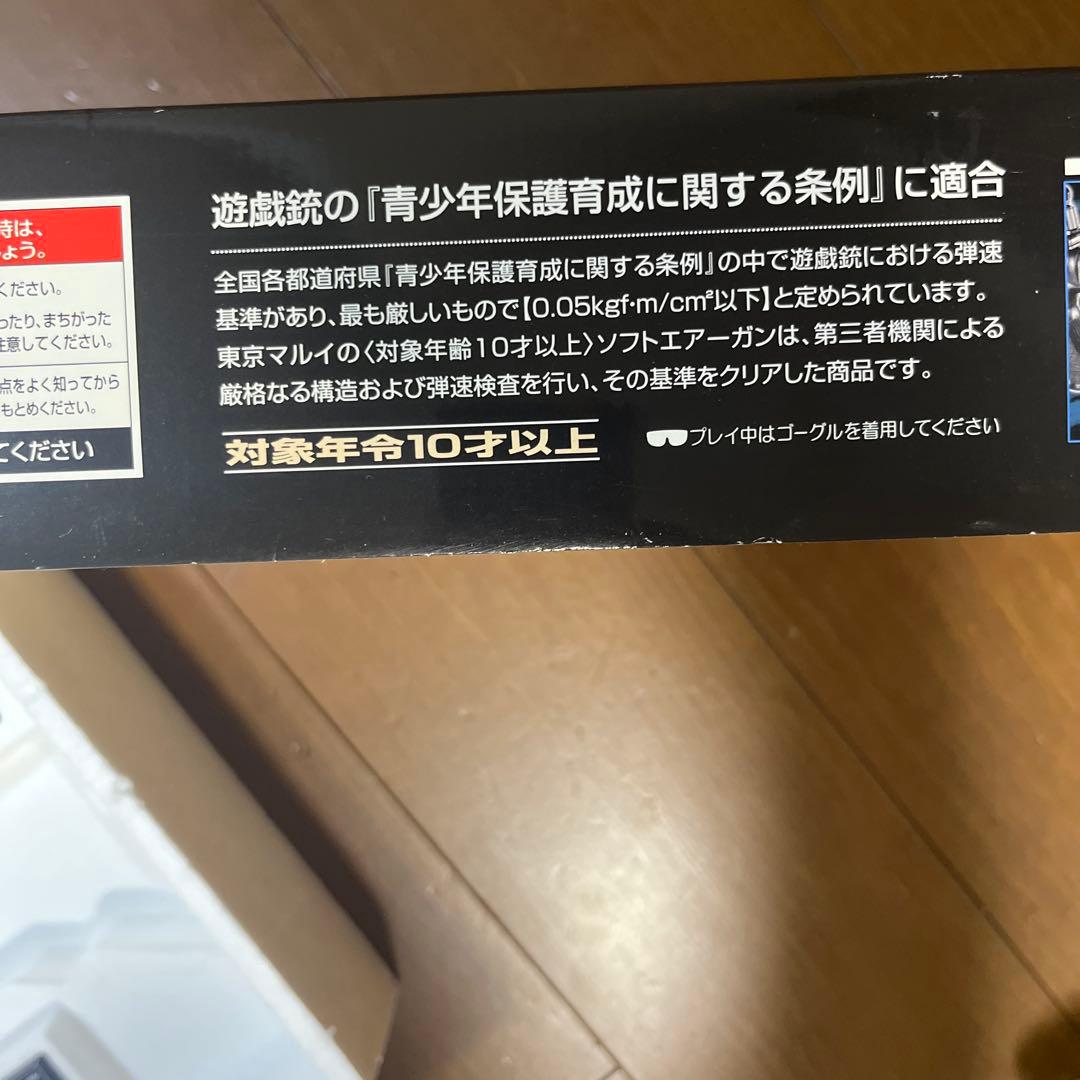 時は、
ょう。
ください。
ったり、まちがった
注意してください。
点をよく知ってから
もとめください。
てください
遊戯銃の『青少年保護育成に関する条例』に適合
全国各都道府県『青少年保護育成に関する条例』の中で遊戯銃における弾速
基準があり、最も厳しいもので【0.05kgf·m/cm²以下】と定められています。
東京マルイの〈対象年齢10才以上〉ソフトエアーガンは、第三者機関による
厳格なる構造および弾速検査を行い、その基準をクリアした商品です。
対象年令10才以上
プレイ中はゴーグルを着用してください